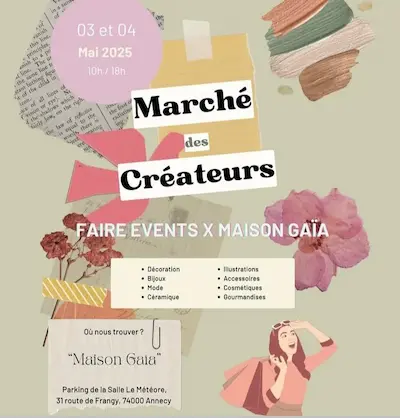 03 et 04
Mai 2025
10h / 18h
Marché
des
Créateurs
FAIRE EVENTS X MAISON GAÏA
• Décoration
• Bijoux
• Mode
• Céramique
• Illustrations
• Accessoires
• Cosmétiques
• Gourmandises
Où nous trouver ?
“Maison Gaïa”
Parking de la Salle Le Météore,
31 route de Frangy, 74000 Annecy